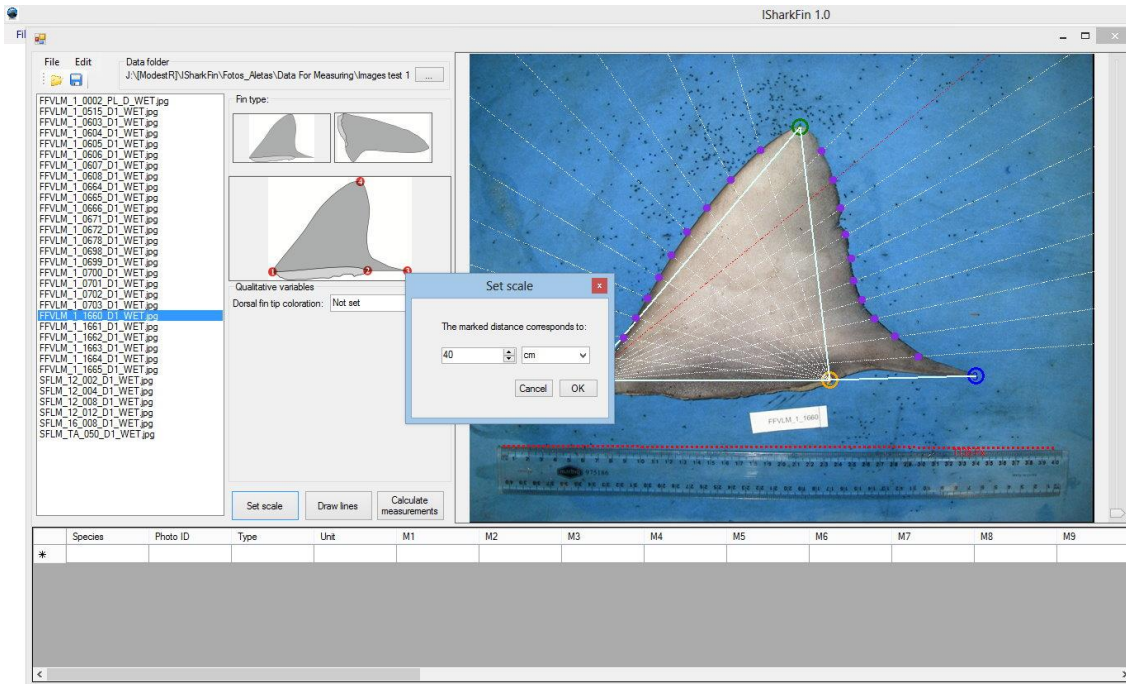 ISharkFin 1.0
Fil
File Edit
Data folder
J:\[ModestR]\ISharkFin\Fotos_Aletas\Data For Measuring\Images test 1 ...
FFVLM_1_0002_PL_D_WET.jpg
FFVLM_1_0515_D1_WET.jpg
FFVLM_1_0603_D1_WET.jpg
FFVLM_1_0604_D1_WET.jpg
FFVLM_1_0605_D1_WET.jpg
FFVLM_1_0606_D1_WET.jpg
FFVLM_1_0607_D1_WET.jpg
FFVLM_1_0608_D1_WET.jpg
FFVLM_1_0664_D1_WET.jpg
FFVLM_1_0665_D1_WET.jpg
FFVLM_1_0666_D1_WET.jpg
FFVLM_1_0671_D1_WET.jpg
FFVLM_1_0672_D1_WET.jpg
FFVLM_1_0678_D1_WET.jpg
FFVLM_1_0698_D1_WET.jpg
FFVLM_1_0699_D1_WET.jpg
FFVLM_1_0700_D1_WET.jpg
FFVLM_1_0701_D1_WET.jpg
FFVLM_1_0702_D1_WET.jpg
FFVLM_1_0703_D1_WET.jpg
FFVLM_1_1660_D1_WET.jpg
FFVLM_1_1661_D1_WET.jpg
FFVLM_1_1662_D1_WET.jpg
FFVLM_1_1663_D1_WET.jpg
FFVLM_1_1664_D1_WET.jpg
FFVLM_1_1665_D1_WET.jpg
SFLM_12_002_D1_WET.jpg
SFLM_12_004_D1_WET.jpg
SFLM_12_008_D1_WET.jpg
SFLM_12_012_D1_WET.jpg
SFLM_16_008_D1_WET.jpg
SFLM_TA_050_D1_WET.jpg
Fin type:
4
1 2 3
Qualitative variables
Dorsal fin tip coloration: Not set
Set scale Draw lines Calculate measurements
Set scale x
The marked distance corresponds to:
40 cm
Cancel OK
FFVLM_1_1660
Species Photo ID Type Unit M1 M2 M3 M4 M5 M6 M7 M8 M9